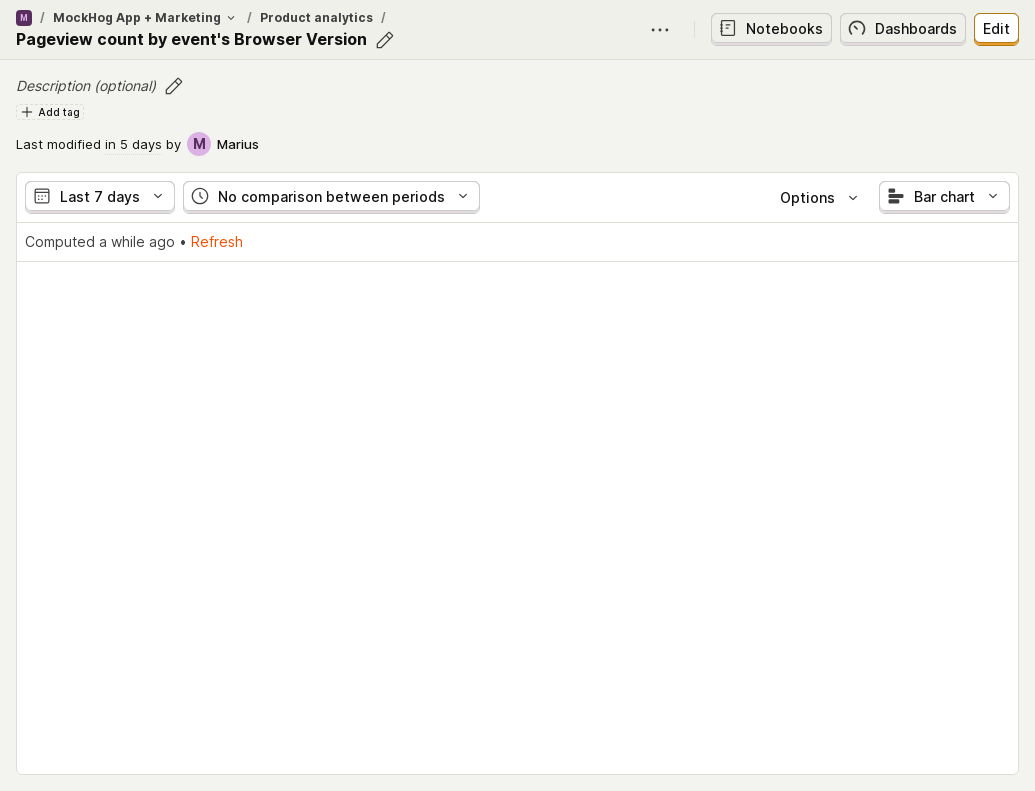 M / MockHog App + Marketing / Product analytics /
Pageview count by event's Browser Version
Notebooks
Dashboards
Edit
Description (optional)
Add tag
Last modified in 5 days by M Marius
Last 7 days
No comparison between periods
Options
Bar chart
Computed a while ago • Refresh